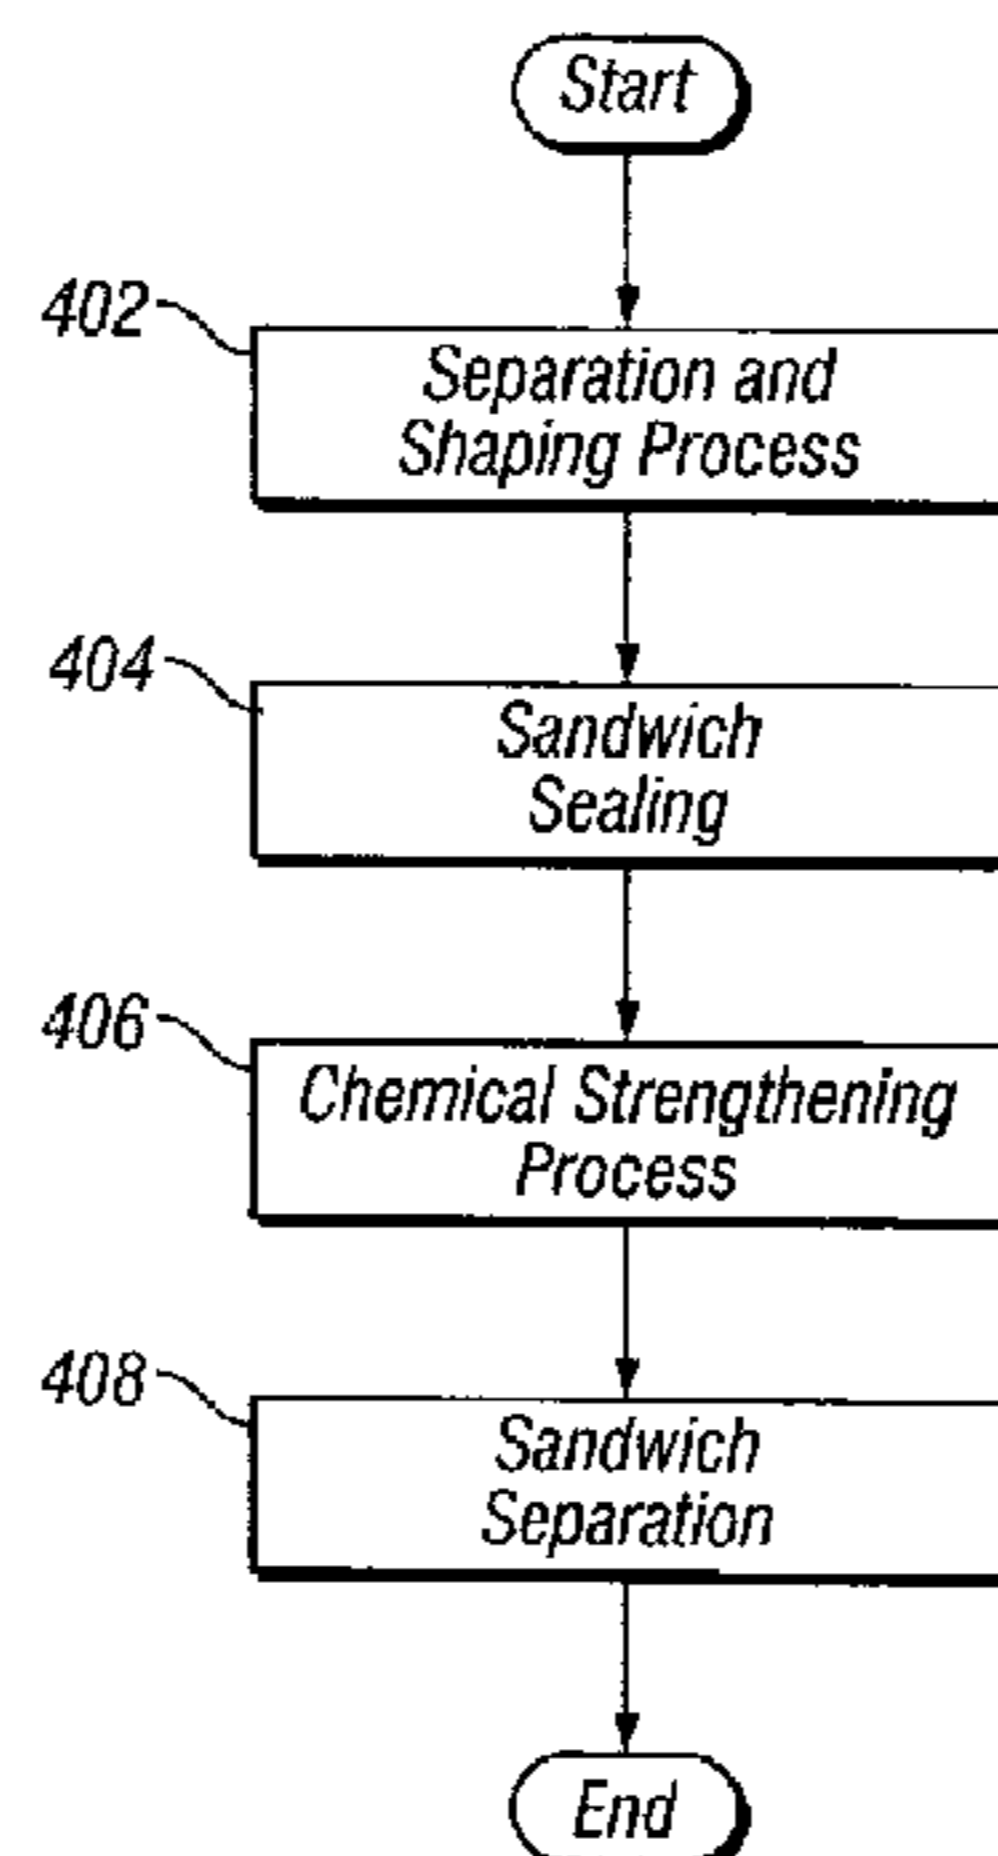 Start
402
Separation and
Shaping Process
404
Sandwich
Sealing
406
Chemical Strengthening
Process
408
Sandwich
Separation
End